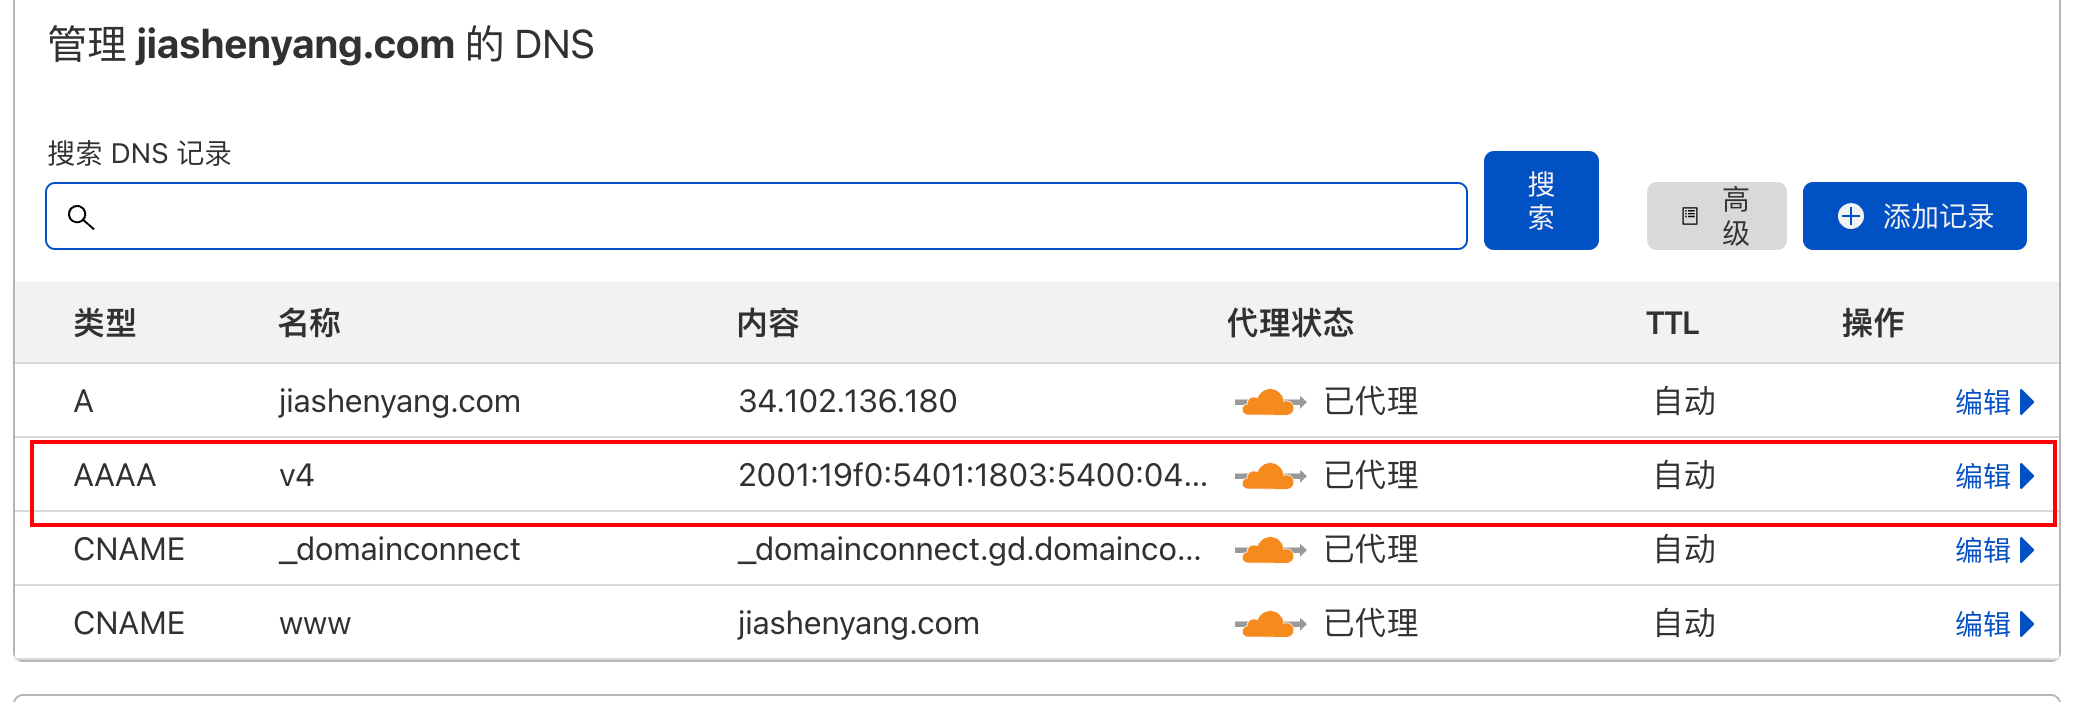 管理 jiashenyang.com 的 DNS
搜索 DNS 记录
搜
索
高
级
添加记录
类型 名称 内容 代理状态 TTL 操作
A jiashenyang.com 34.102.136.180 已代理 自动 编辑
AAAA v4 2001:19f0:5401:1803:5400:04... 已代理 自动 编辑
CNAME _domainconnect _domainconnect.gd.domainco... 已代理 自动 编辑
CNAME www jiashenyang.com 已代理 自动 编辑